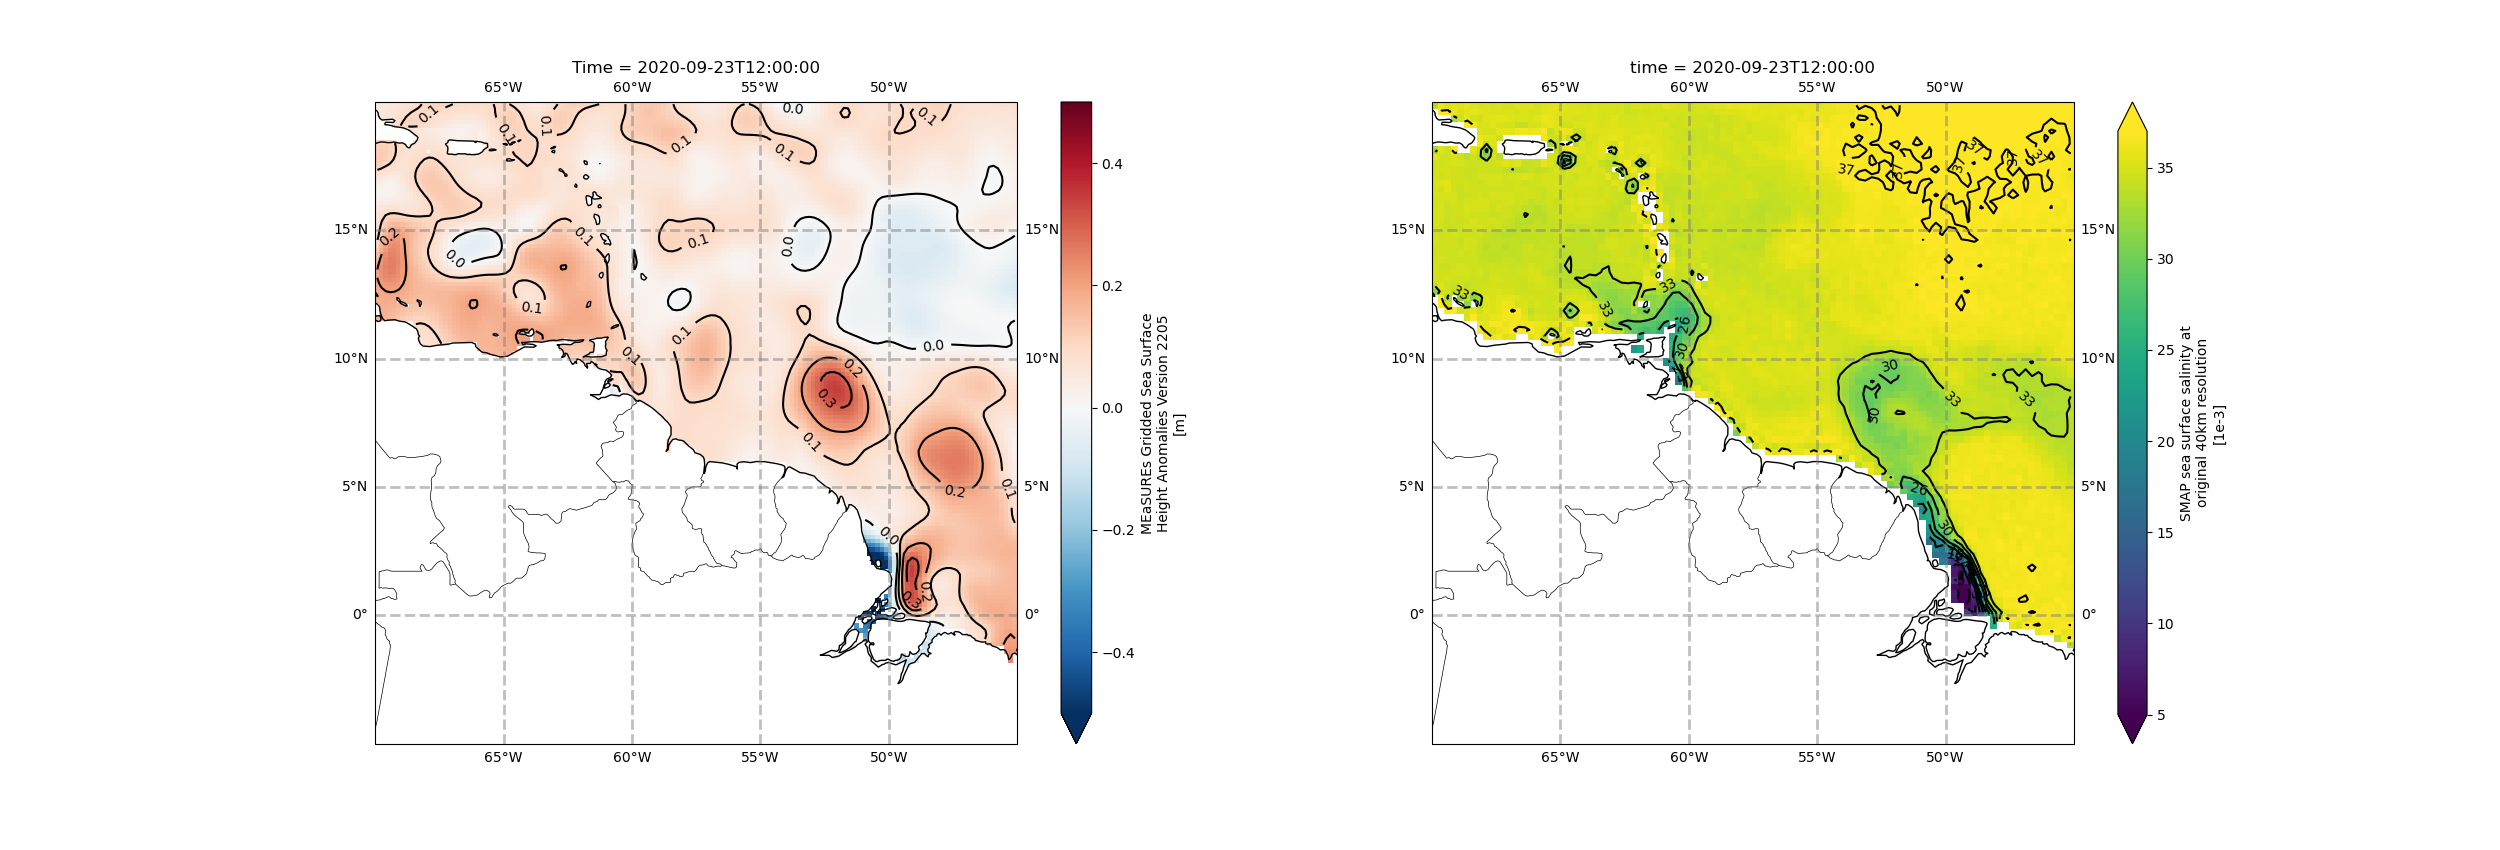 Time = 2020-09-23T12:00:00
65°W 60°W 55°W 50°W
0.1 0.1 0.1 0.1 0.0 0.1 0.1
15°N 0.2 0.0 0.1 0.1 0.0 15°N
0.1
10°N 0.1 0.1 0.2 0.0 10°N
0.3
0.1
5°N 0.2 0.1 5°N
0.0
0.2
0° 0.3 0°
65°W 60°W 55°W 50°W
0.4
0.2
0.0
−0.2
−0.4
MEaSUREs Gridded Sea Surface
Height Anomalies Version 2205
[m]
time = 2020-09-23T12:00:00
65°W 60°W 55°W 50°W
37 37 37 37 37 37 37
15°N 15°N
33 33 33
26
10°N 30 30 10°N
33 33
30
5°N 26 5°N
30
18
0° 0°
65°W 60°W 55°W 50°W
35
30
25
20
15
10
5
SMAP sea surface salinity at
original 40km resolution
[1e-3]